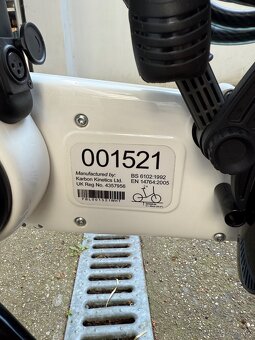 001521
Manufactured by:
Karbon Kinetics Ltd.
UK Reg No. 4357956
BS 6102:1992
EN 14764:2005